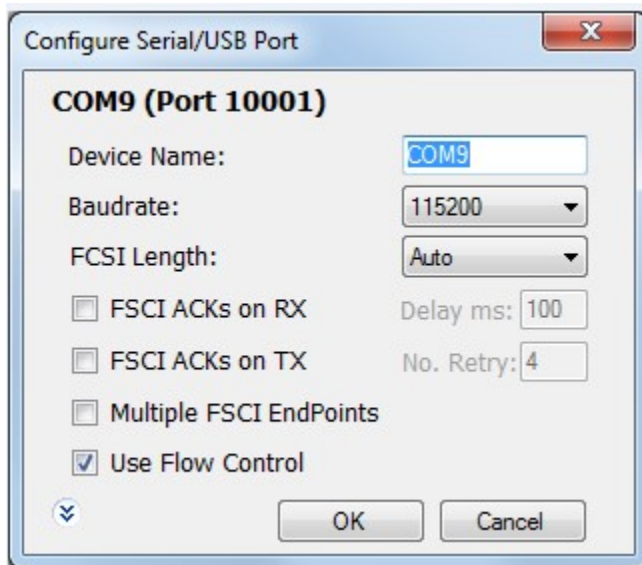 Configure Serial/USB Port
COM9 (Port 10001)
Device Name: COM9
Baudrate: 115200
FCSI Length: Auto
FSCI ACKs on RX Delay ms: 100
FSCI ACKs on TX No. Retry: 4
Multiple FSCI EndPoints
Use Flow Control
OK Cancel